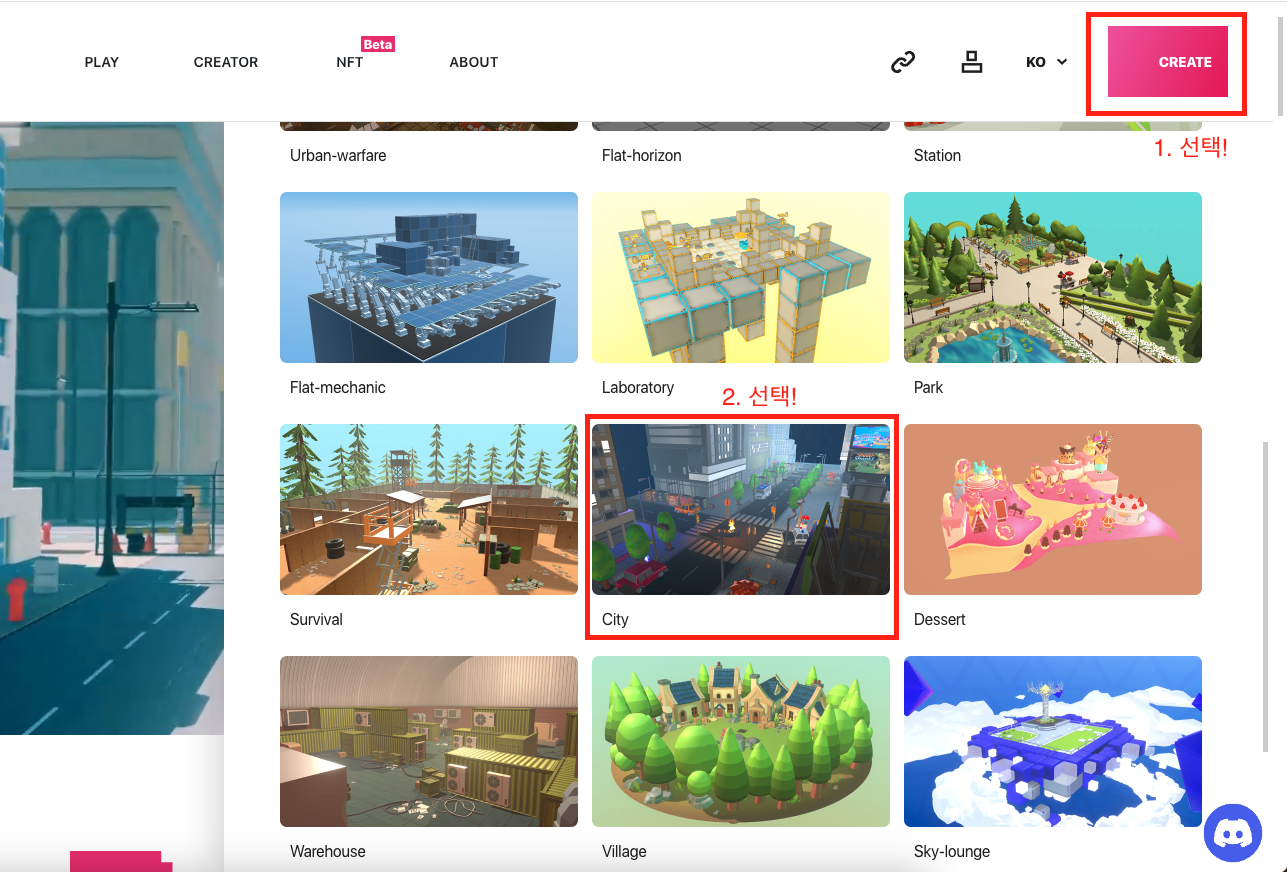 Beta
PLAY
CREATOR
NFT
ABOUT
KO
CREATE
1. 선택!
Urban-warfare
Flat-horizon
Station
Flat-mechanic
Laboratory
Park
2. 선택!
Survival
City
Dessert
Warehouse
Village
Sky-lounge